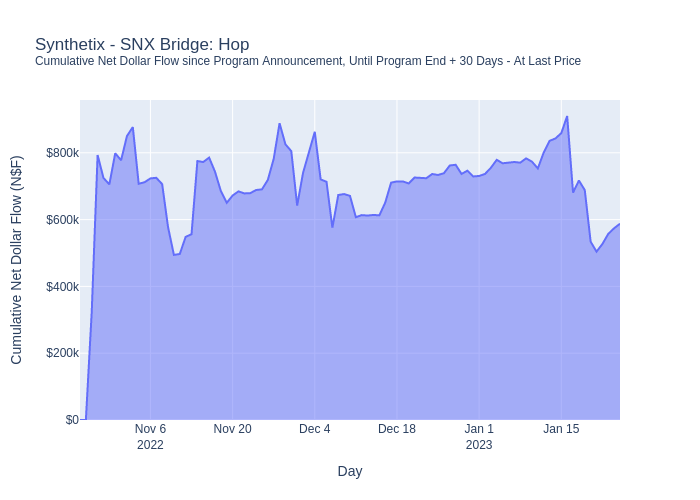 Synthetix - SNX Bridge: Hop
Cumulative Net Dollar Flow since Program Announcement, Until Program End + 30 Days - At Last Price
Cumulative Net Dollar Flow (N$F)
$800k
$600k
$400k
$200k
$0
Nov 6
2022
Nov 20
Dec 4
Dec 18
Jan 1
2023
Jan 15
Day